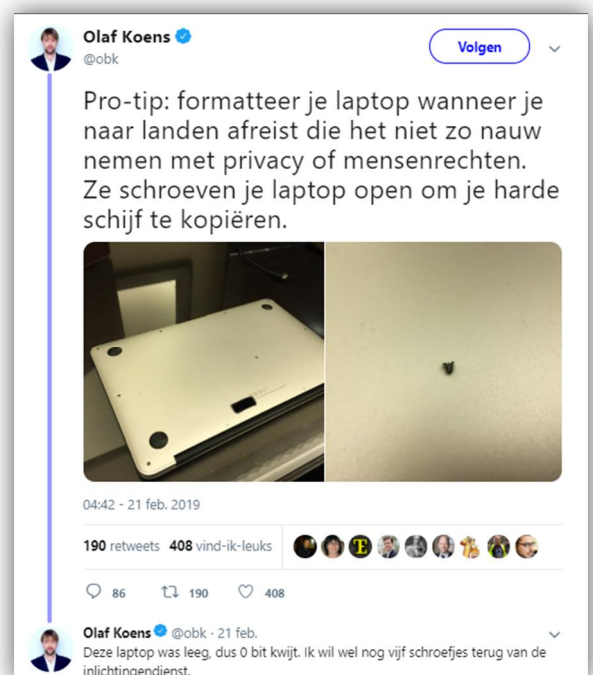 Olaf Koens
@obk
Volgen
Pro-tip: formatteer je laptop wanneer je
naar landen afreist die het niet zo nauw
nemen met privacy of mensenrechten.
Ze schroeven je laptop open om je harde
schijf te kopiëren.
04:42 - 21 feb. 2019
190 retweets 408 vind-ik-leuks
86 190 408
Olaf Koens @obk · 21 feb.
Deze laptop was leeg, dus 0 bit kwijt. Ik wil wel nog vijf schroefjes terug van de
inlichtingendienst.